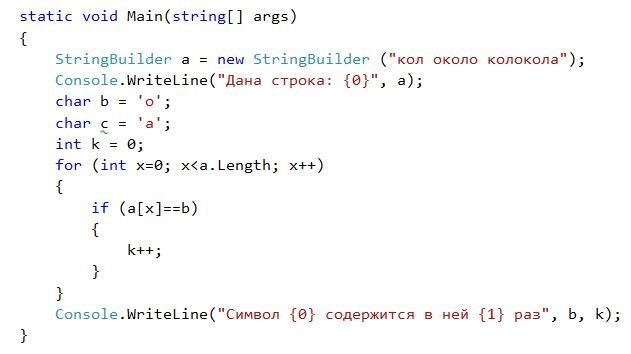 static void Main(string[] args)
{
StringBuilder a = new StringBuilder ("кол около колокола");
Console.WriteLine("Дана строка: {0}", a);
char b = 'о';
char c = 'а';
int k = 0;
for (int x=0; x<a.Length; x++)
{
if (a[x]==b)
{
k++;
}
}
Console.WriteLine("Символ {0} содержится в ней {1} раз", b, k);
}